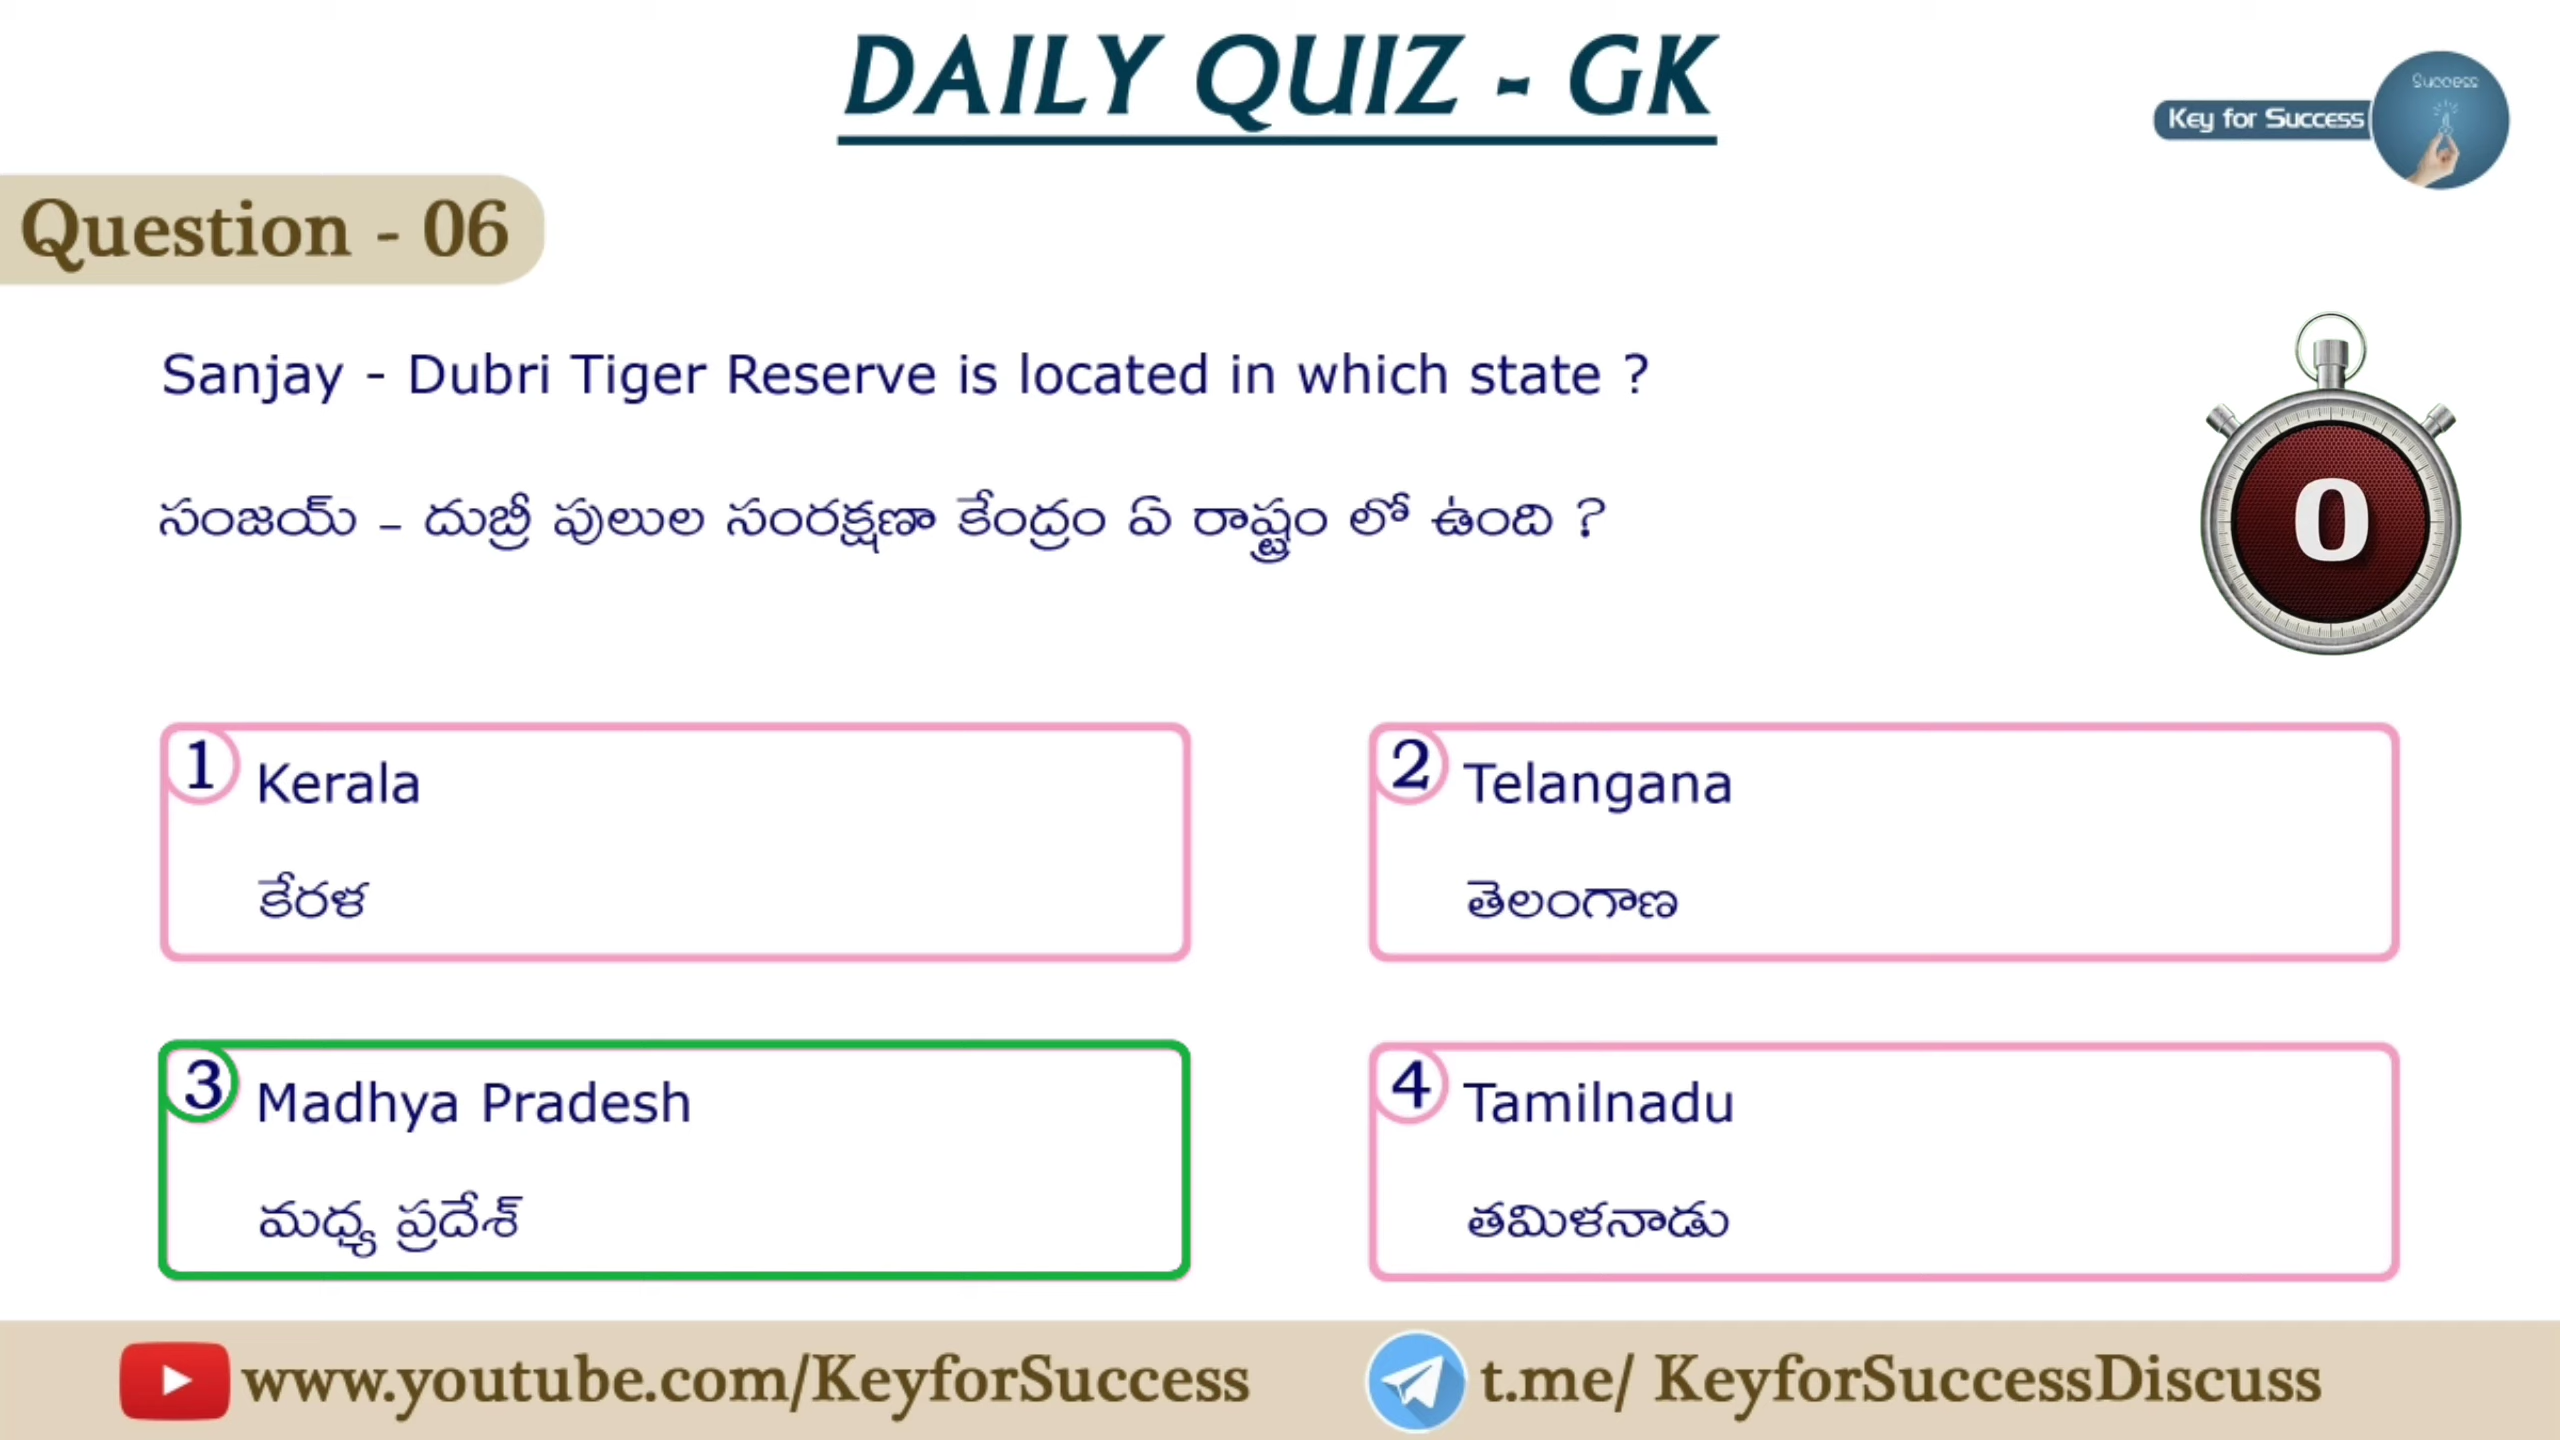 DAILY QUIZ - GK
Success
Key for Success
Question - 06
Sanjay - Dubri Tiger Reserve is located in which state ?
సంజయ్ - దుబ్రీ పులుల సంరక్షణా కేంద్రం ఏ రాష్ట్రం లో ఉంది ?
0
1 Kerala
కేరళ
2 Telangana
తెలంగాణ
3 Madhya Pradesh
మధ్య ప్రదేశ్
4 Tamilnadu
తమిళనాడు
www.youtube.com/KeyforSuccess
t.me/ KeyforSuccessDiscuss